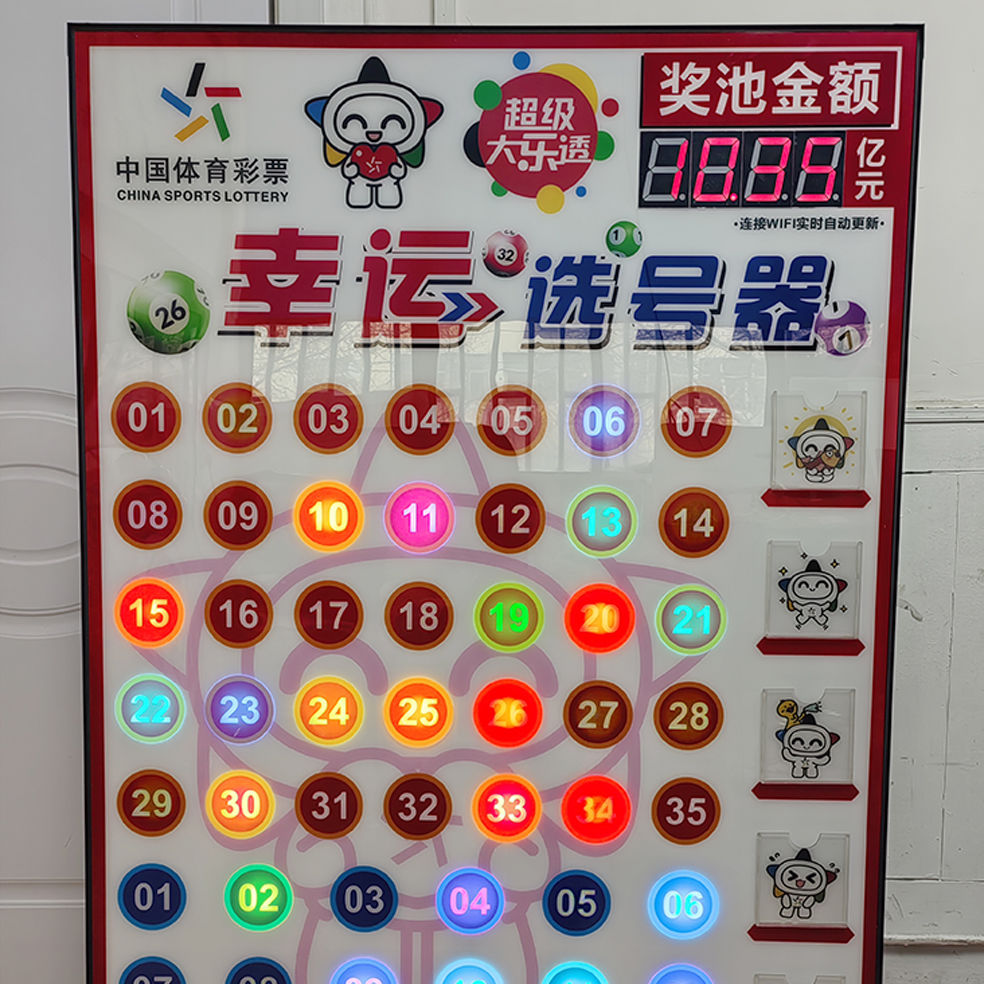 中国体育彩票
CHINA SPORTS LOTTERY
超级
大乐透
奖池金额
10.35
亿元
·连接WIFI实时自动更新·
幸运选号器
26
32
11
1
01 02 03 04 05 06 07
08 09 10 11 12 13 14
15 16 17 18 19 20 21
22 23 24 25 26 27 28
29 30 31 32 33 34 35
01 02 03 04 05 06